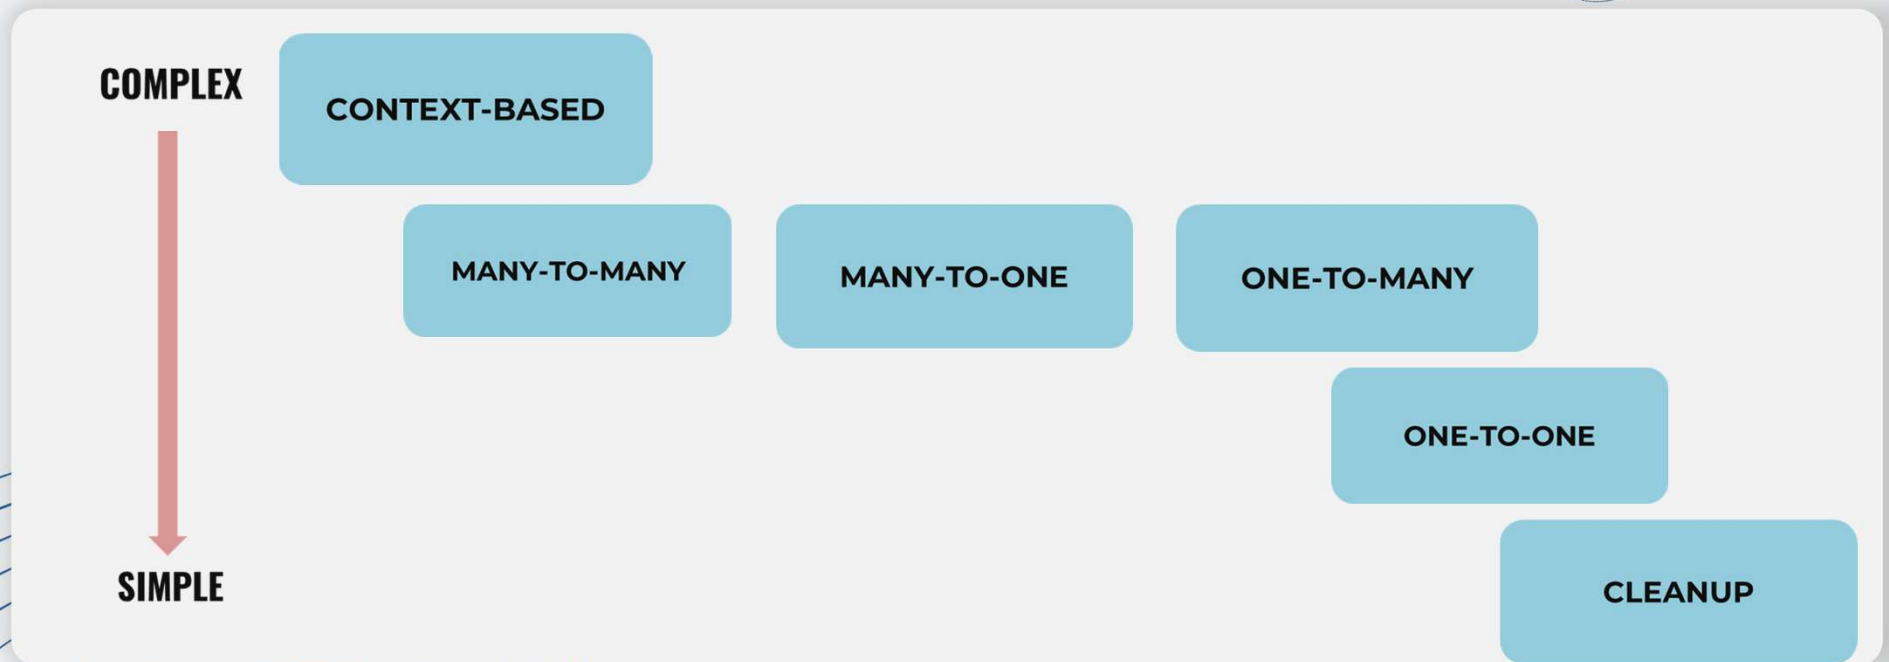 COMPLEX
CONTEXT-BASED
MANY-TO-MANY
MANY-TO-ONE
ONE-TO-MANY
ONE-TO-ONE
SIMPLE
CLEANUP